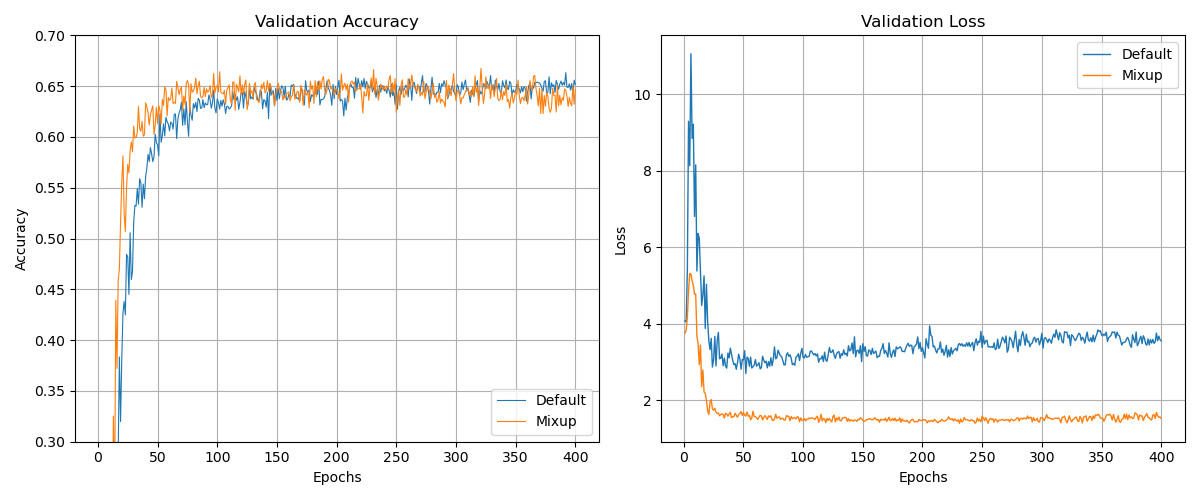 Validation Accuracy
0.70
0.65
0.60
0.55
0.50
0.45
0.40
0.35
0.30
Accuracy
0 50 100 150 200 250 300 350 400
Epochs
Default
Mixup
Validation Loss
10
8
6
4
2
Loss
0 50 100 150 200 250 300 350 400
Epochs
Default
Mixup